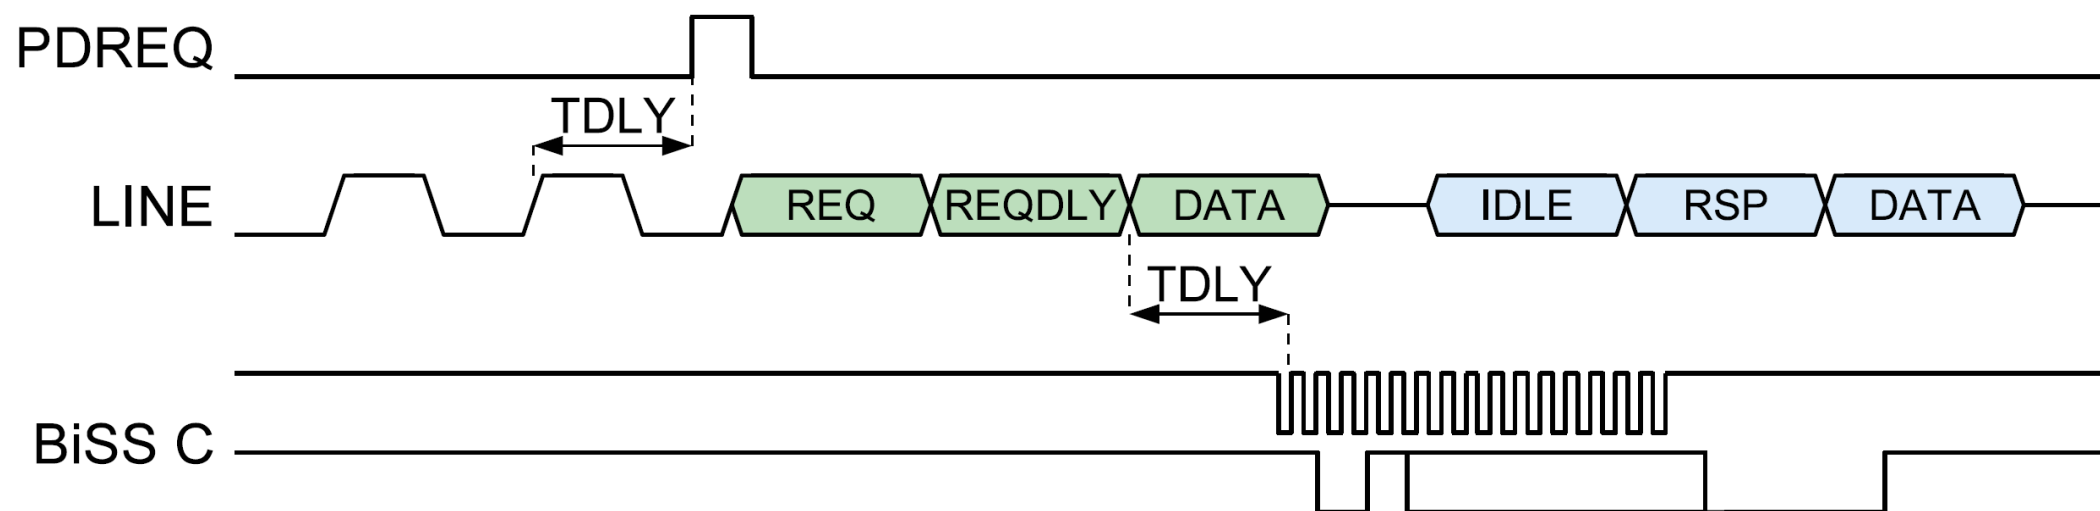 PDREQ
TDLY
LINE
REQ
REQDLY
DATA
IDLE
RSP
DATA
TDLY
BiSS C